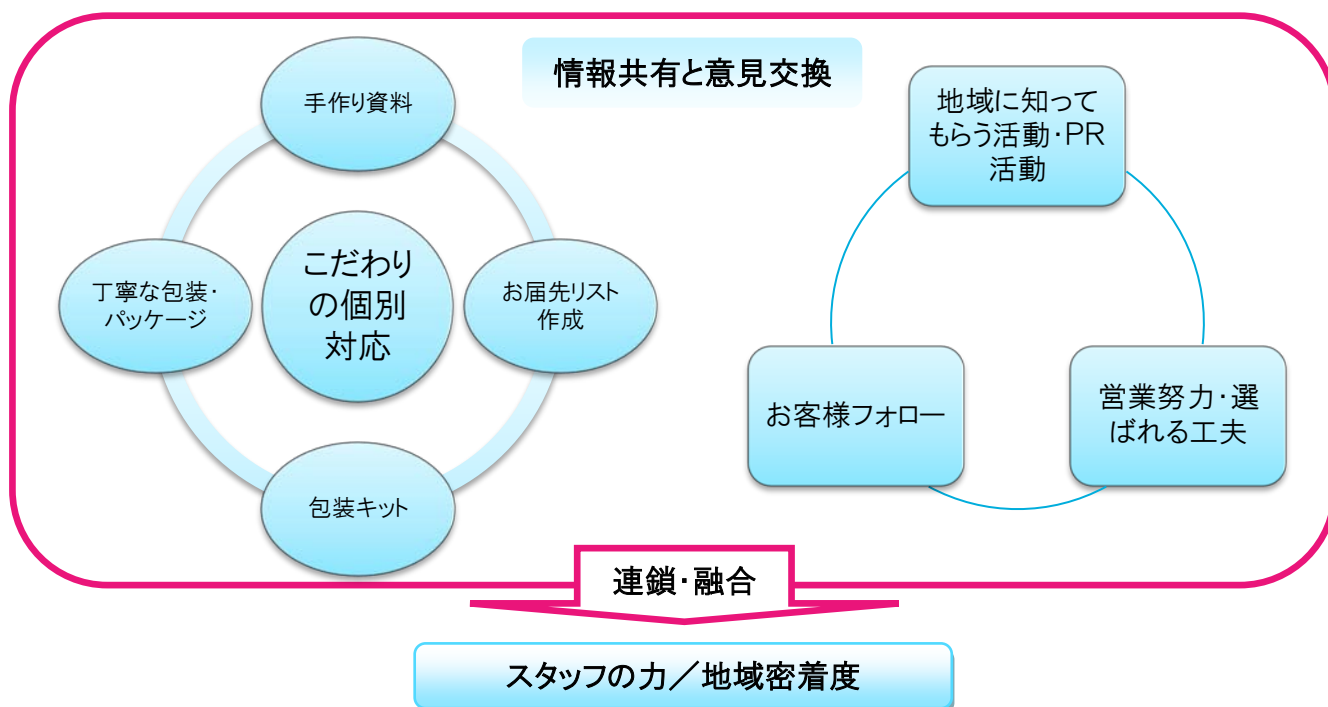 情報共有と意見交換
手作り資料
丁寧な包装・
パッケージ
こだわり
の個別
対応
お届先リスト
作成
包装キット
地域に知って
もらう活動・PR
活動
お客様フォロー
営業努力・選
ばれる工夫
連鎖・融合
スタッフの力／地域密着度